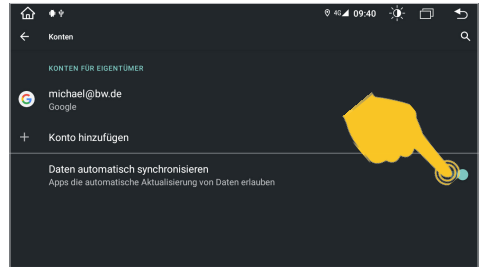 4G 09:40
Konten
KONTEN FÜR EIGENTÜMER
G
michael@bw.de
Google
Konto hinzufügen
Daten automatisch synchronisieren
Apps die automatische Aktualisierung von Daten erlauben